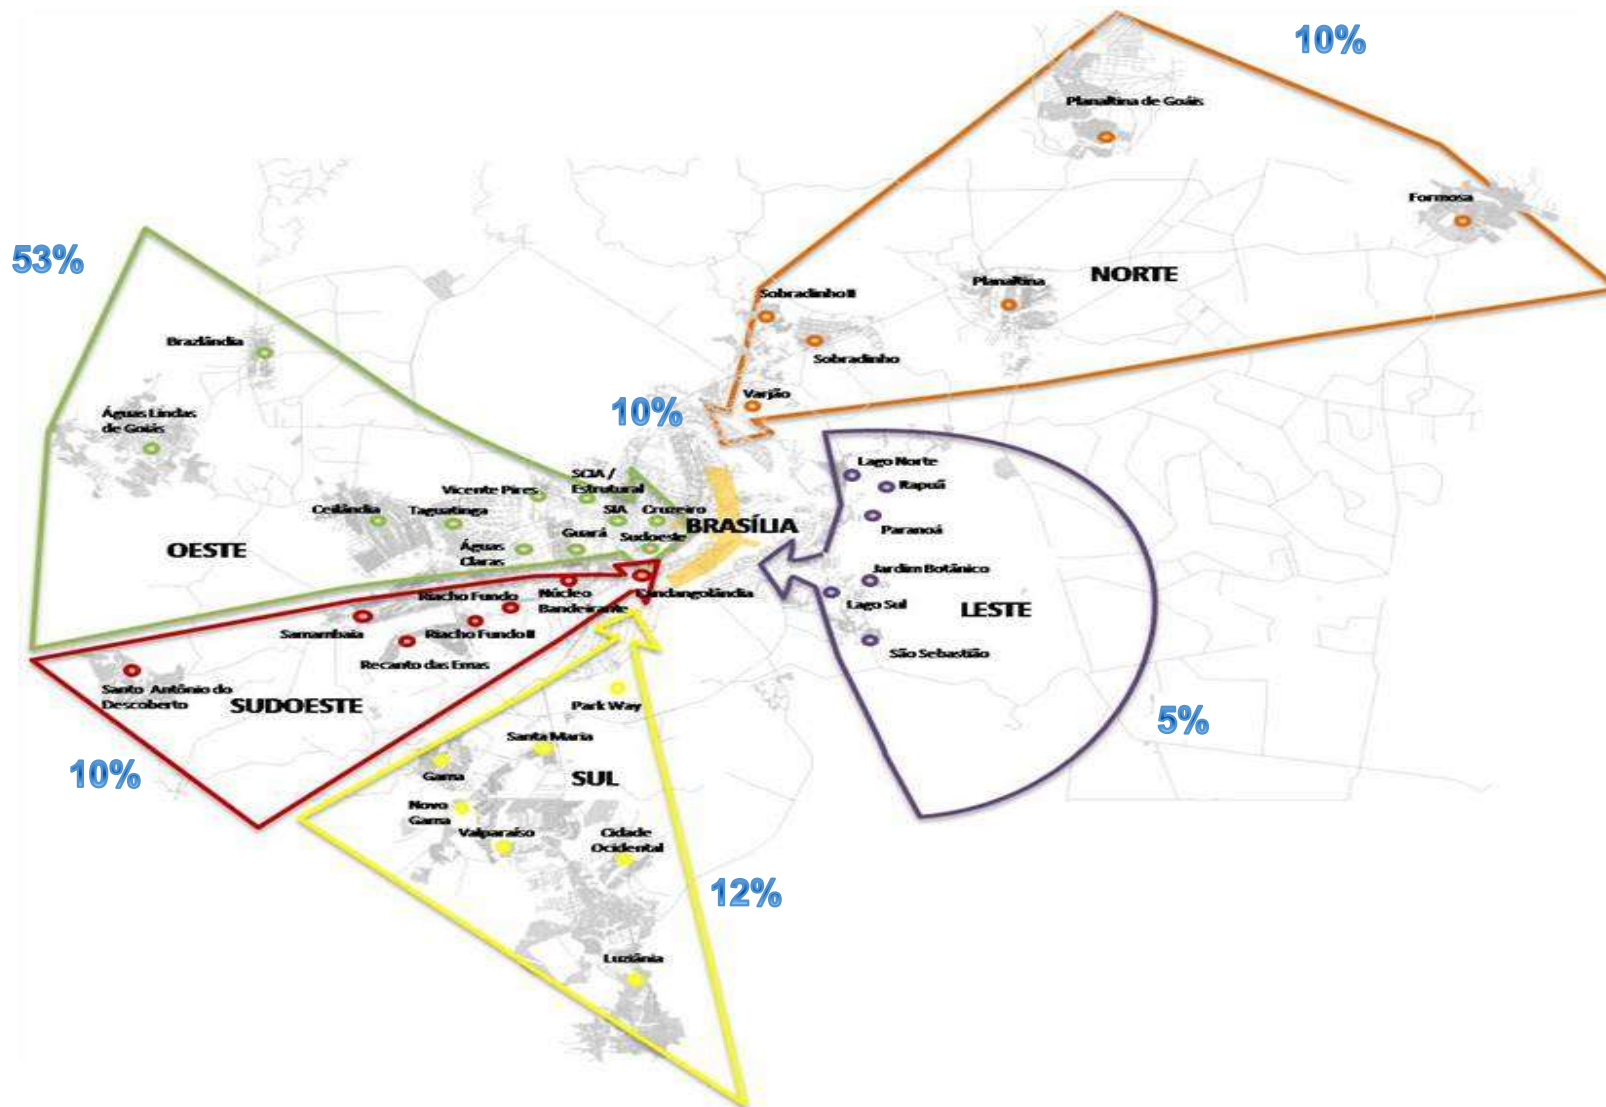 10%
Planaltina de Goiás
Formosa
53%
NORTE
Planaltina
Sobradinho II
Brazlândia
Sobradinho
Varjão
10%
Águas Lindas
de Goiás
Lago Norte
SCIA /
Estrutural
Rapuã
Vicente Pires
Ceilândia
Taguatinga
SIA
Cruzeiro
BRASÍLIA
Paranoá
Guará
Sudoeste
OESTE
Águas
Claras
Jardim Botânico
Riacho Fundo
Núcleo
Bandeirante
Candangolândia
Lago Sul
LESTE
Samambaia
Riacho Fundo II
São Sebastião
Recanto das Emas
Santo Antônio do
Descoberto
SUDOESTE
Park Way
5%
Santa Maria
10%
Gama
SUL
Novo
Gama
Valparaíso
Cidade
Ocidental
12%
Luziânia